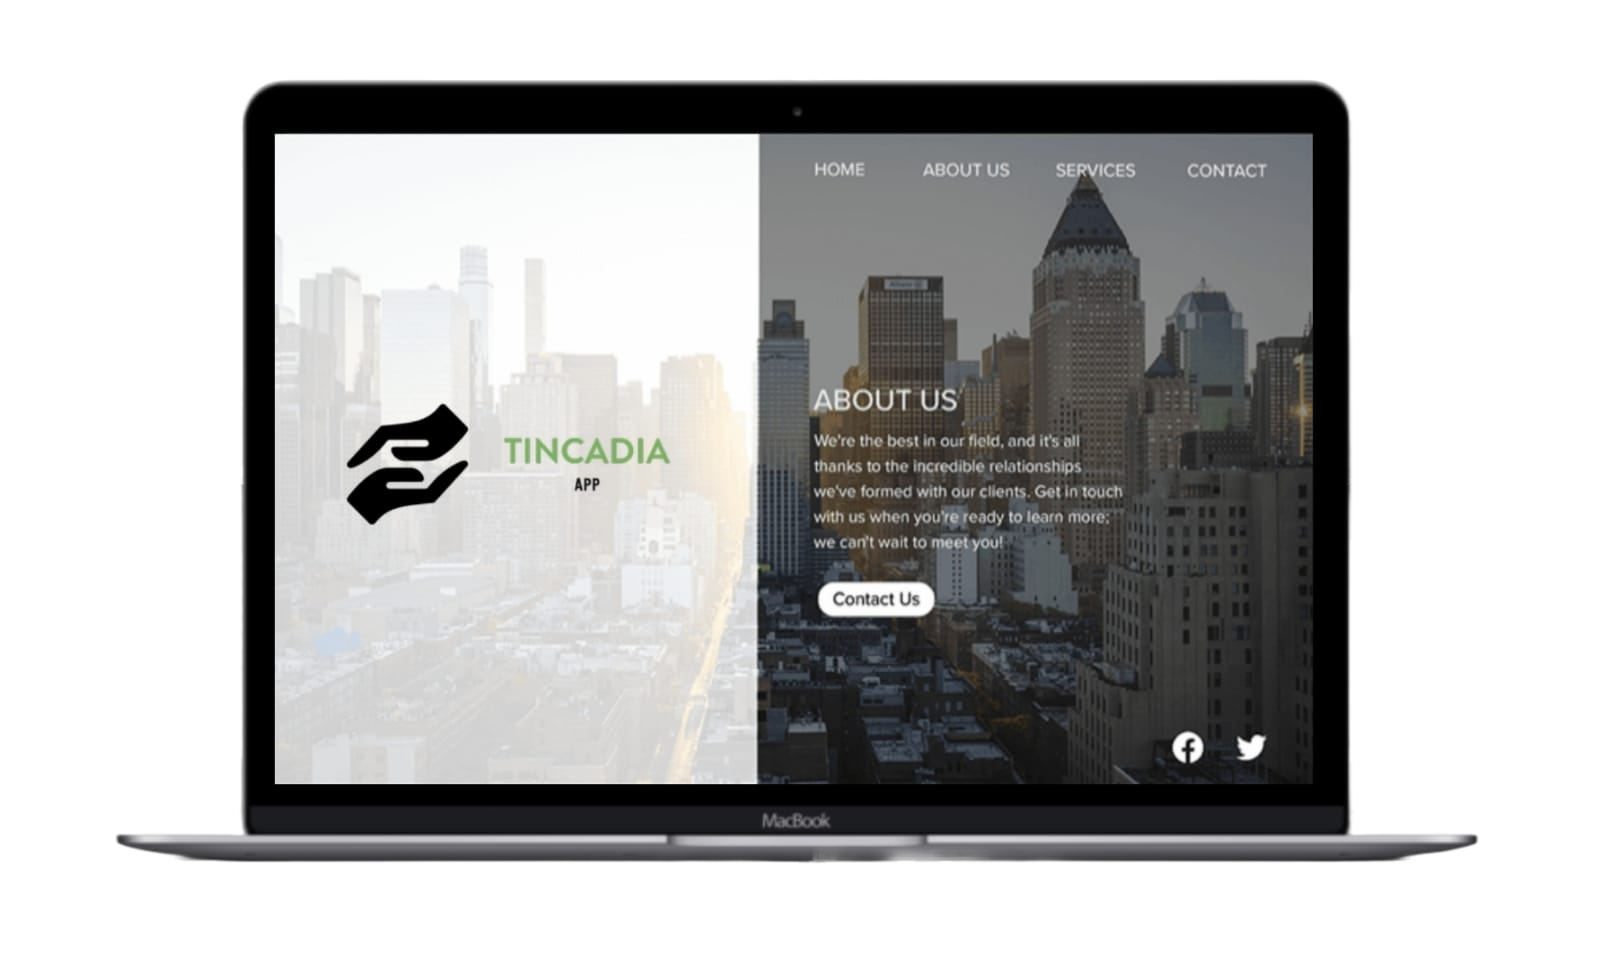 HOME ABOUT US SERVICES CONTACT
TINCADIA
APP
ABOUT US
We're the best in our field, and it's all
thanks to the incredible relationships
we've formed with our clients. Get in touch
with us when you're ready to learn more;
we can't wait to meet you!
Contact Us
MacBook